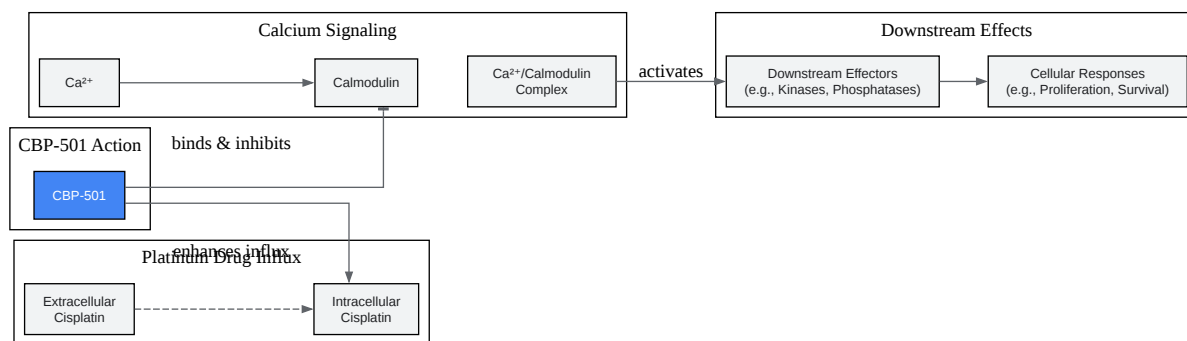 Calcium Signaling
Downstream Effects
Ca²⁺
Calmodulin
Ca²⁺/Calmodulin
Complex
activates
Downstream Effectors
(e.g., Kinases, Phosphatases)
Cellular Responses
(e.g., Proliferation, Survival)
CBP-501 Action
binds & inhibits
CBP-501
enhances influx
Platinum Drug Influx
Extracellular
Cisplatin
Intracellular
Cisplatin